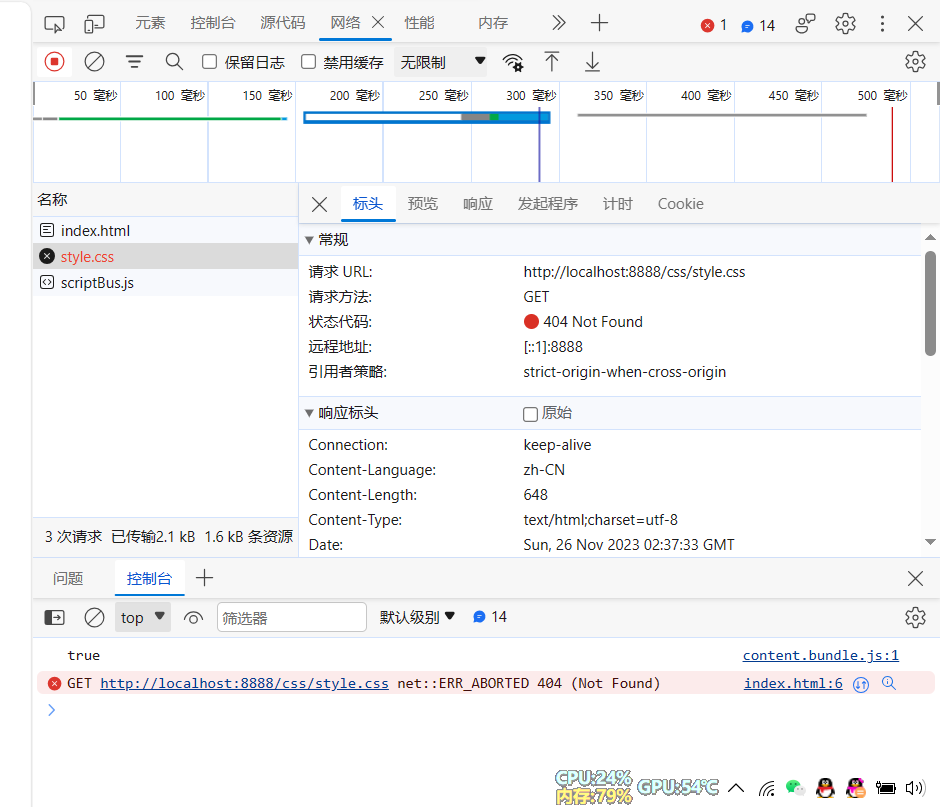 元素 控制台 源代码 网络 性能 内存 1 14
保留日志 禁用缓存 无限制
50 毫秒 100 毫秒 150 毫秒 200 毫秒 250 毫秒 300 毫秒 350 毫秒 400 毫秒 450 毫秒 500 毫秒
名称
index.html
style.css
scriptBus.js
3 次请求 已传输2.1 kB 1.6 kB 条资源
标头 预览 响应 发起程序 计时 Cookie
常规
请求 URL: http://localhost:8888/css/style.css
请求方法: GET
状态代码: 404 Not Found
远程地址: [::1]:8888
引用者策略: strict-origin-when-cross-origin
响应标头 原始
Connection: keep-alive
Content-Language: zh-CN
Content-Length: 648
Content-Type: text/html;charset=utf-8
Date: Sun, 26 Nov 2023 02:37:33 GMT
问题 控制台
top 筛选器 默认级别 14
true content.bundle.js:1
GET http://localhost:8888/css/style.css net::ERR_ABORTED 404 (Not Found) index.html:6
CPU:24% GPU:54℃
内存:79%